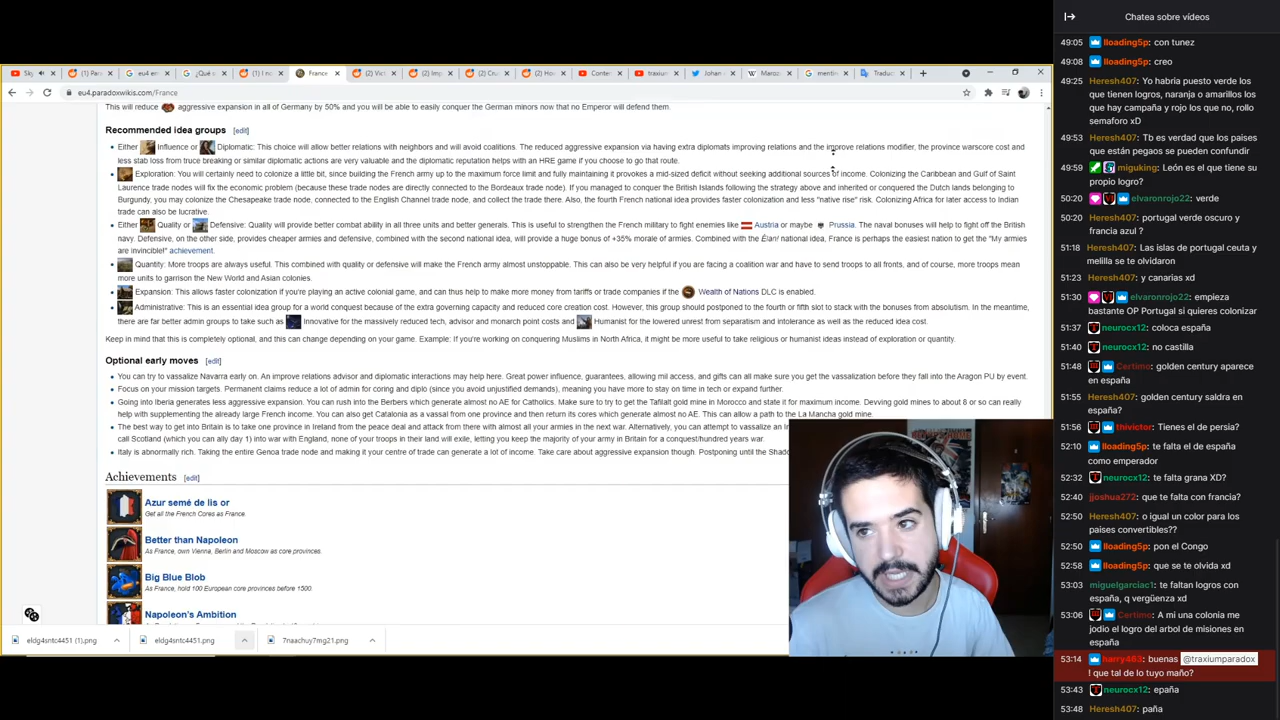 Sky
(1) Par
eu4 en
¿Qué s
(1) I no
France
(2) Vic
(2) Im
(2) Cru
(2) Ho
Conten
traxiun
Johan
Maroz
mentin
Traduc
eu4.paradoxwikis.com/France
This will reduce aggressive expansion in all of Germany by 50% and you will be able to easily conquer the German minors now that no Emperor will defend them.
Recommended idea groups [edit]
Either Influence or Diplomatic: This choice will allow better relations with neighbors and will avoid coalitions. The reduced aggressive expansion via having extra diplomats improving relations and the improve relations modifier, the province warscore cost and
less stab loss from truce breaking or similar diplomatic actions are very valuable and the diplomatic reputation helps with an HRE game if you choose to go that route.
Exploration: You will certainly need to colonize a little bit, since building the French army up to the maximum force limit and fully maintaining it provokes a mid-sized deficit without seeking additional sources of income. Colonizing the Caribbean and Gulf of Saint
Laurence trade nodes will fix the economic problem (because these trade nodes are directly connected to the Bordeaux trade node). If you managed to conquer the British Islands following the strategy above and inherited or conquered the Dutch lands belonging to
Burgundy, you may colonize the Chesapeake trade node, connected to the English Channel trade node, and collect the trade there. Also, the fourth French national idea provides faster colonization and less "native rise" risk. Colonizing Africa for later access to Indian
trade can also be lucrative.
Either Quality or Defensive: Quality will provide better combat ability in all three units and better generals. This is useful to strengthen the French military to fight enemies like Austria or maybe Prussia. The naval bonuses will help to fight off the British
navy. Defensive, on the other side, provides cheaper armies and defensive, combined with the second national idea, will provide a huge bonus of +35% morale of armies. Combined with the Élan! national idea, France is perhaps the easiest nation to get the "My armies
are invincible!" achievement.
Quantity: More troops are always useful. This combined with quality or defensive will make the French army almost unstoppable. This can also be very helpful if you are facing a coalition war and have to send troops to all fronts, and of course, more troops mean
more units to garrison the New World and Asian colonies.
Expansion: This allows faster colonization if you're playing an active colonial game, and can thus help to make more money from tariffs or trade companies if the Wealth of Nations DLC is enabled.
Administrative: This is an essential idea group for a world conquest because of the extra governing capacity and reduced core creation cost. However, this group should postponed to the fourth or fifth slot to stack with the bonuses from absolutism. In the meantime,
there are far better admin groups to take such as Innovative for the massively reduced tech, advisor and monarch point costs and Humanist for the lowered unrest from separatism and intolerance as well as the reduced idea cost.
Keep in mind that this is completely optional, and this can change depending on your game. Example: If you're working on conquering Muslims in North Africa, it might be more useful to take religious or humanist ideas instead of exploration or quantity.
Optional early moves [edit]
You can try to vassalize Navarra early on. An improve relations advisor and diplomatic interactions may help here. Great power influence, guarantees, allowing mil access, and gifts can all make sure you get the vassalization before they fall into the Aragon PU by event.
Focus on your mission targets. Permanent claims reduce a lot of admin for coring and diplo (since you avoid unjustified demands), meaning you have more to stay on time in tech or expand further.
Going into Iberia generates less aggressive expansion. You can rush into the Berbers which generate almost no AE for Catholics. Make sure to try to get the Tafilalt gold mine in Morocco and state it for maximum income. Devving gold mines to about 8 or so can really
help with supplementing the already large French income. You can also get Catalonia as a vassal from one province and then return its cores which generate almost no AE. This can allow a path to the La Mancha gold mine.
The best way to get into Britain is to take one province in Ireland from the peace deal and attack from there with almost all your armies in the next war. Alternatively, you can attempt to vassalize an I
call Scotland (which you can ally day 1) into war with England, none of your troops in their land will exile, letting you keep the majority of your army in Britain for a conquest/hundred years war.
Italy is abnormally rich. Taking the entire Genoa trade node and making it your centre of trade can generate a lot of income. Take care about aggressive expansion though. Postponing until the Shado
Achievements [edit]
Azur semé de lis or
Get all the French Cores as France.
Better than Napoleon
As France, own Vienna, Berlin and Moscow as core provinces.
Big Blue Blob
As France, hold 100 European core provinces before 1500
Napoleon's Ambition
eldg4sntc4451 (1).png
eldg4sntc4451.png
7naachuy7mg21.png
Chatea sobre vídeos
49:05 lloading5p: con tunez
49:08 lloading5p: creo
49:25 Heresh407: Yo habría puesto verde los
que tienen logros, naranja o amarillos los
que hay campaña y rojo los que no, rollo
semaforo xD
49:53 Heresh407: Tb es verdad que los paises
que están pegaos se pueden confundir
50:19 miguking: León es el que tiene su
propio logro?
50:20 elvaronrojo22: verde
50:20 Heresh407: portugal verde oscuro y
francia azul ?
51:18 Heresh407: Las islas de portugal ceuta y
melilla se te olvidaron
51:23 Heresh407: y canarias xd
51:30 elvaronrojo22: empieza
bastante OP Portugal si quieres colonizar
51:37 neurocx12: coloca españa
51:40 neurocx12: no castilla
51:48 Certimo: golden century aparece
en españa
51:55 Heresh407: golden century saldra en
españa?
51:56 thivictor: Tienes el de persia?
52:10 lloading5p: te falta el de españa
como emperador
52:32 neurocx12: te falta grana XD?
52:40 jjoshua272: que te falta con francia?
52:50 Heresh407: o igual un color para los
paises convertibles??
52:50 lloading5p: pon el Congo
52:58 lloading5p: que se te olvida xd
53:03 miguelgarciac1: te faltan logros con
españa, q vergüenza xd
53:06 Certimo: A mi una colonia me
jodio el logro del arbol de misiones en
españa
53:14 harry463: buenas @traxiumparadox
! que tal de lo tuyo maño?
53:43 neurocx12: epaña
53:48 Heresh407: paña